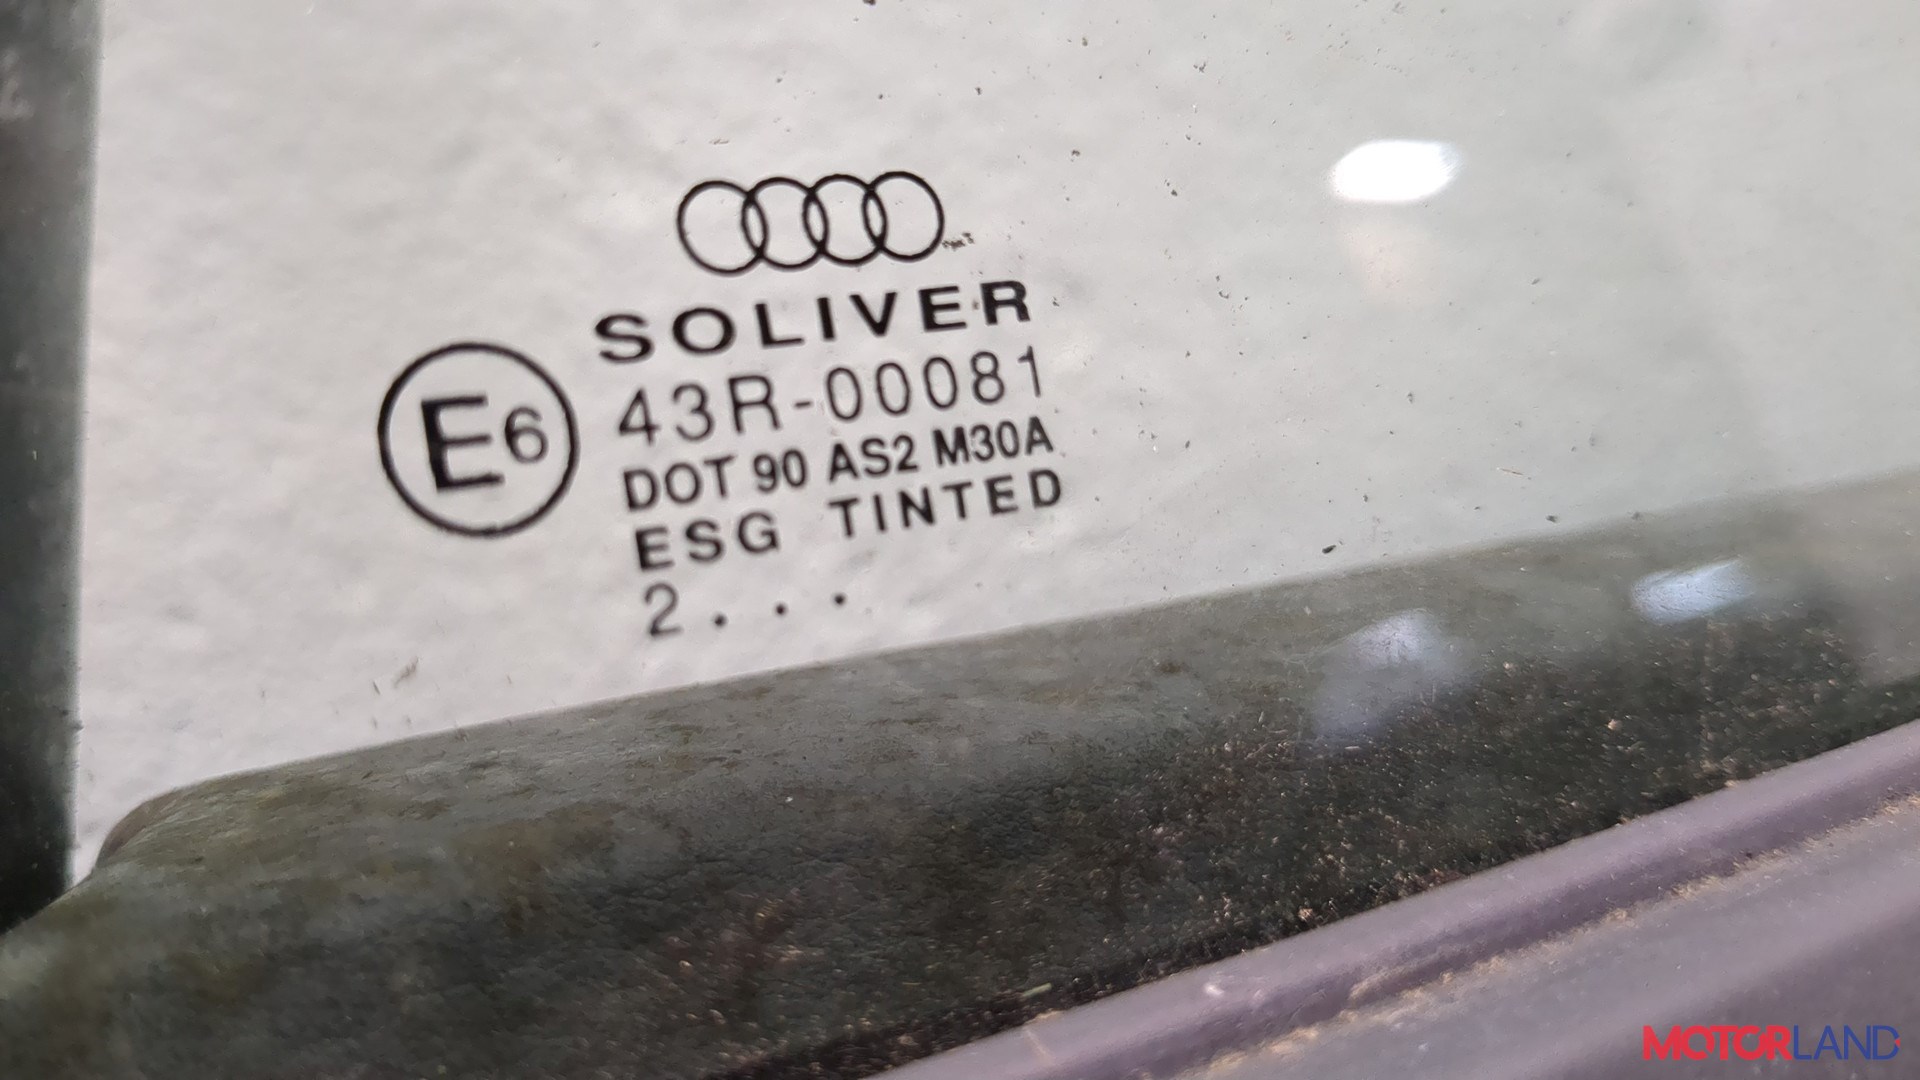 SOLIVER
E6
43R-00081
DOT 90 AS2 M30A
ESG TINTED
2...
MOTORLAND